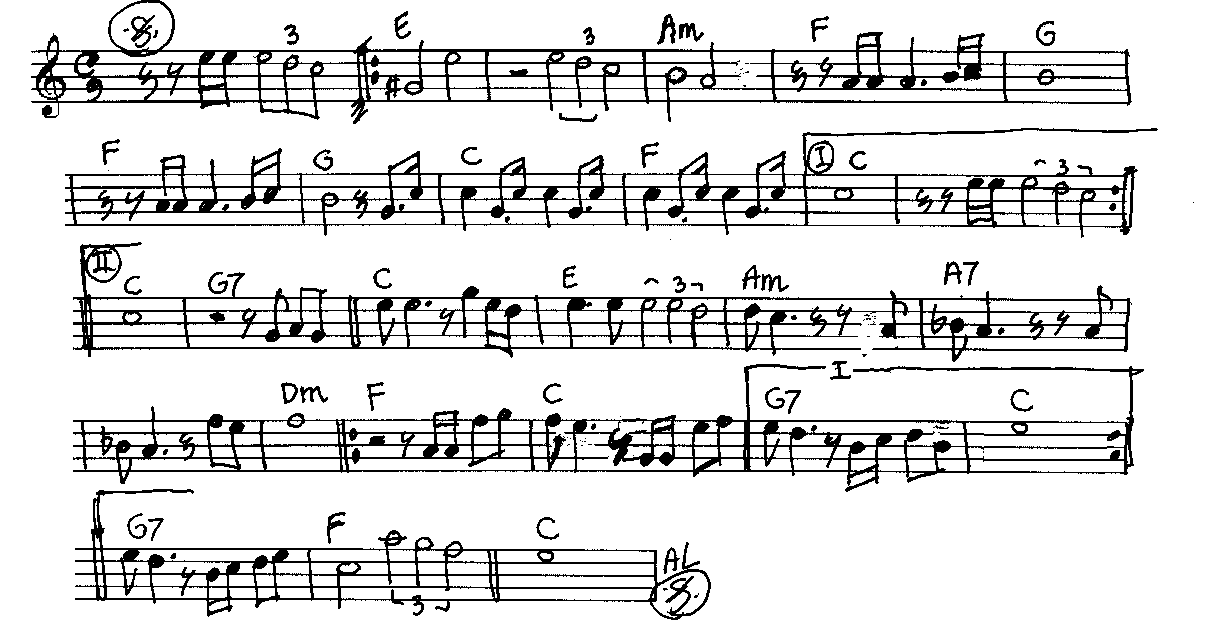 3 E 3 Am F G
F G C F I C 3
II C G7 C E 3 Am A7
Dm F C I G7 C
G7 F 3 C AL